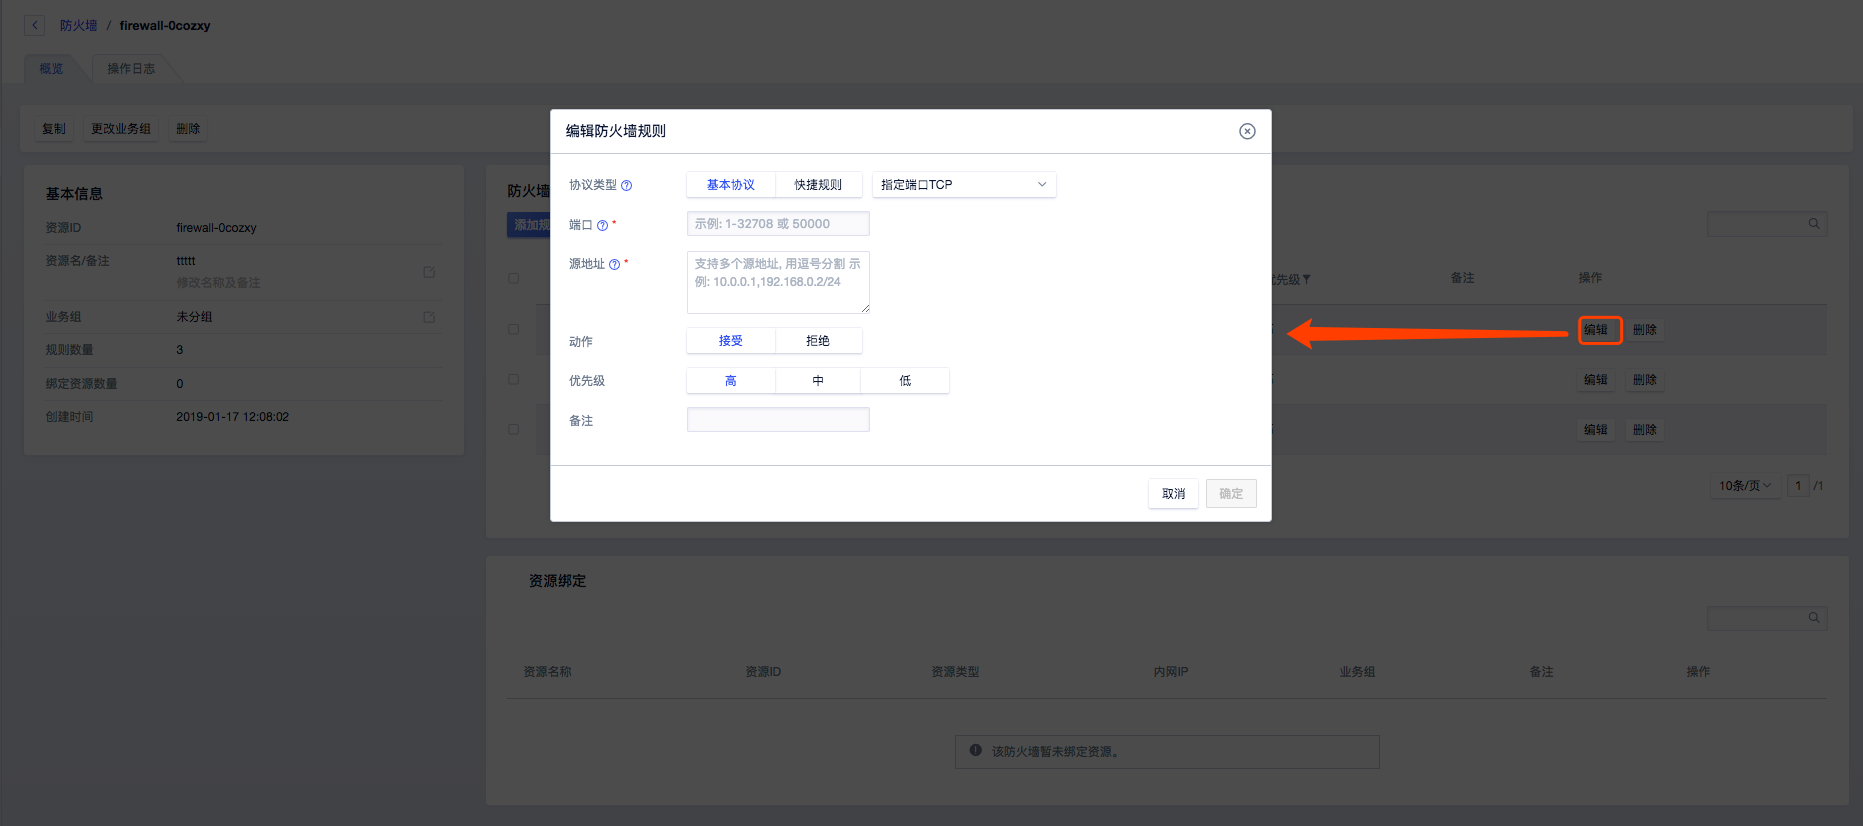 防火墙 / firewall-0cozxy
概览
操作日志
复制
更改业务组
删除
基本信息
资源ID
firewall-0cozxy
资源名/备注
ttttt
修改名称及备注
业务组
未分组
规则数量
3
绑定资源数量
0
创建时间
2019-01-17 12:08:02
防火墙
添加规
编辑防火墙规则
协议类型
基本协议
快捷规则
指定端口TCP
端口 *
示例: 1-32708 或 50000
源地址 *
支持多个源地址, 用逗号分割 示
例: 10.0.0.1,192.168.0.2/24
动作
接受
拒绝
优先级
高
中
低
备注
取消
确定
优先级
备注
操作
编辑
删除
编辑
删除
编辑
删除
10条/页
1 /1
资源绑定
资源名称
资源ID
资源类型
内网IP
业务组
备注
操作
该防火墙暂未绑定资源。